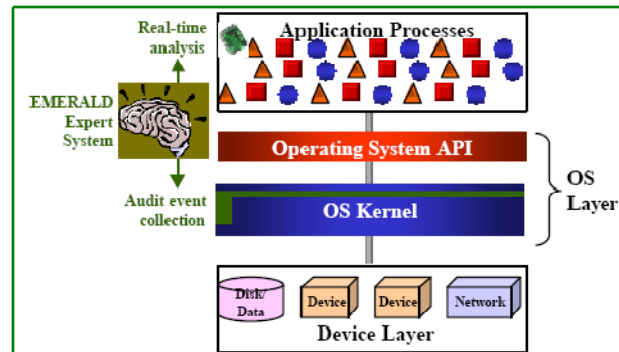 Real-time
analysis
EMERALD
Expert
System
Audit event
collection
Application Processes
Operating System API
OS Kernel
OS
Layer
Disk/
Data
Device
Device
Network
Device Layer